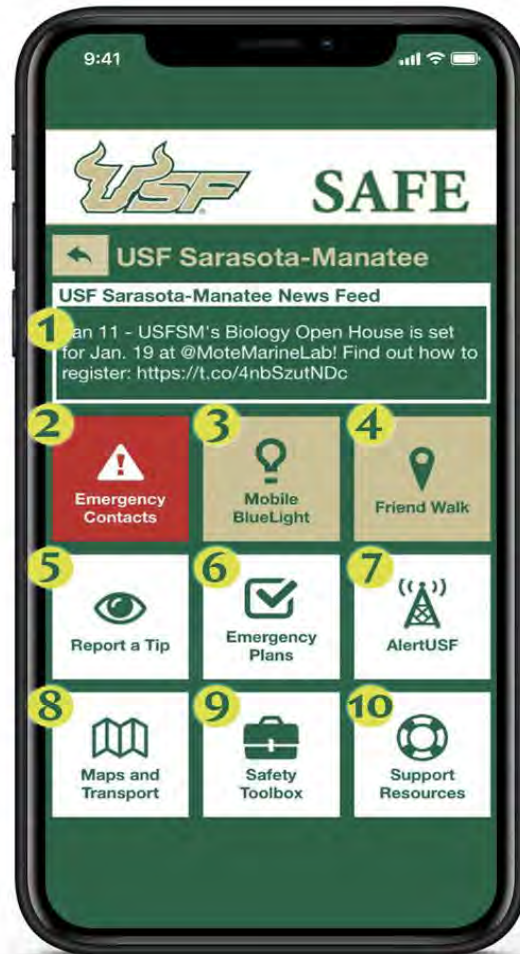 9:41
USF SAFE
USF Sarasota-Manatee
USF Sarasota-Manatee News Feed
1
an 11 - USFSM's Biology Open House is set
for Jan. 19 at @MoteMarineLab! Find out how to
register: https://t.co/4nbSzutNDc
2
Emergency
Contacts
3
Mobile
BlueLight
4
Friend Walk
5
Report a Tip
6
Emergency
Plans
7
AlertUSF
8
Maps and
Transport
9
Safety
Toolbox
10
Support
Resources